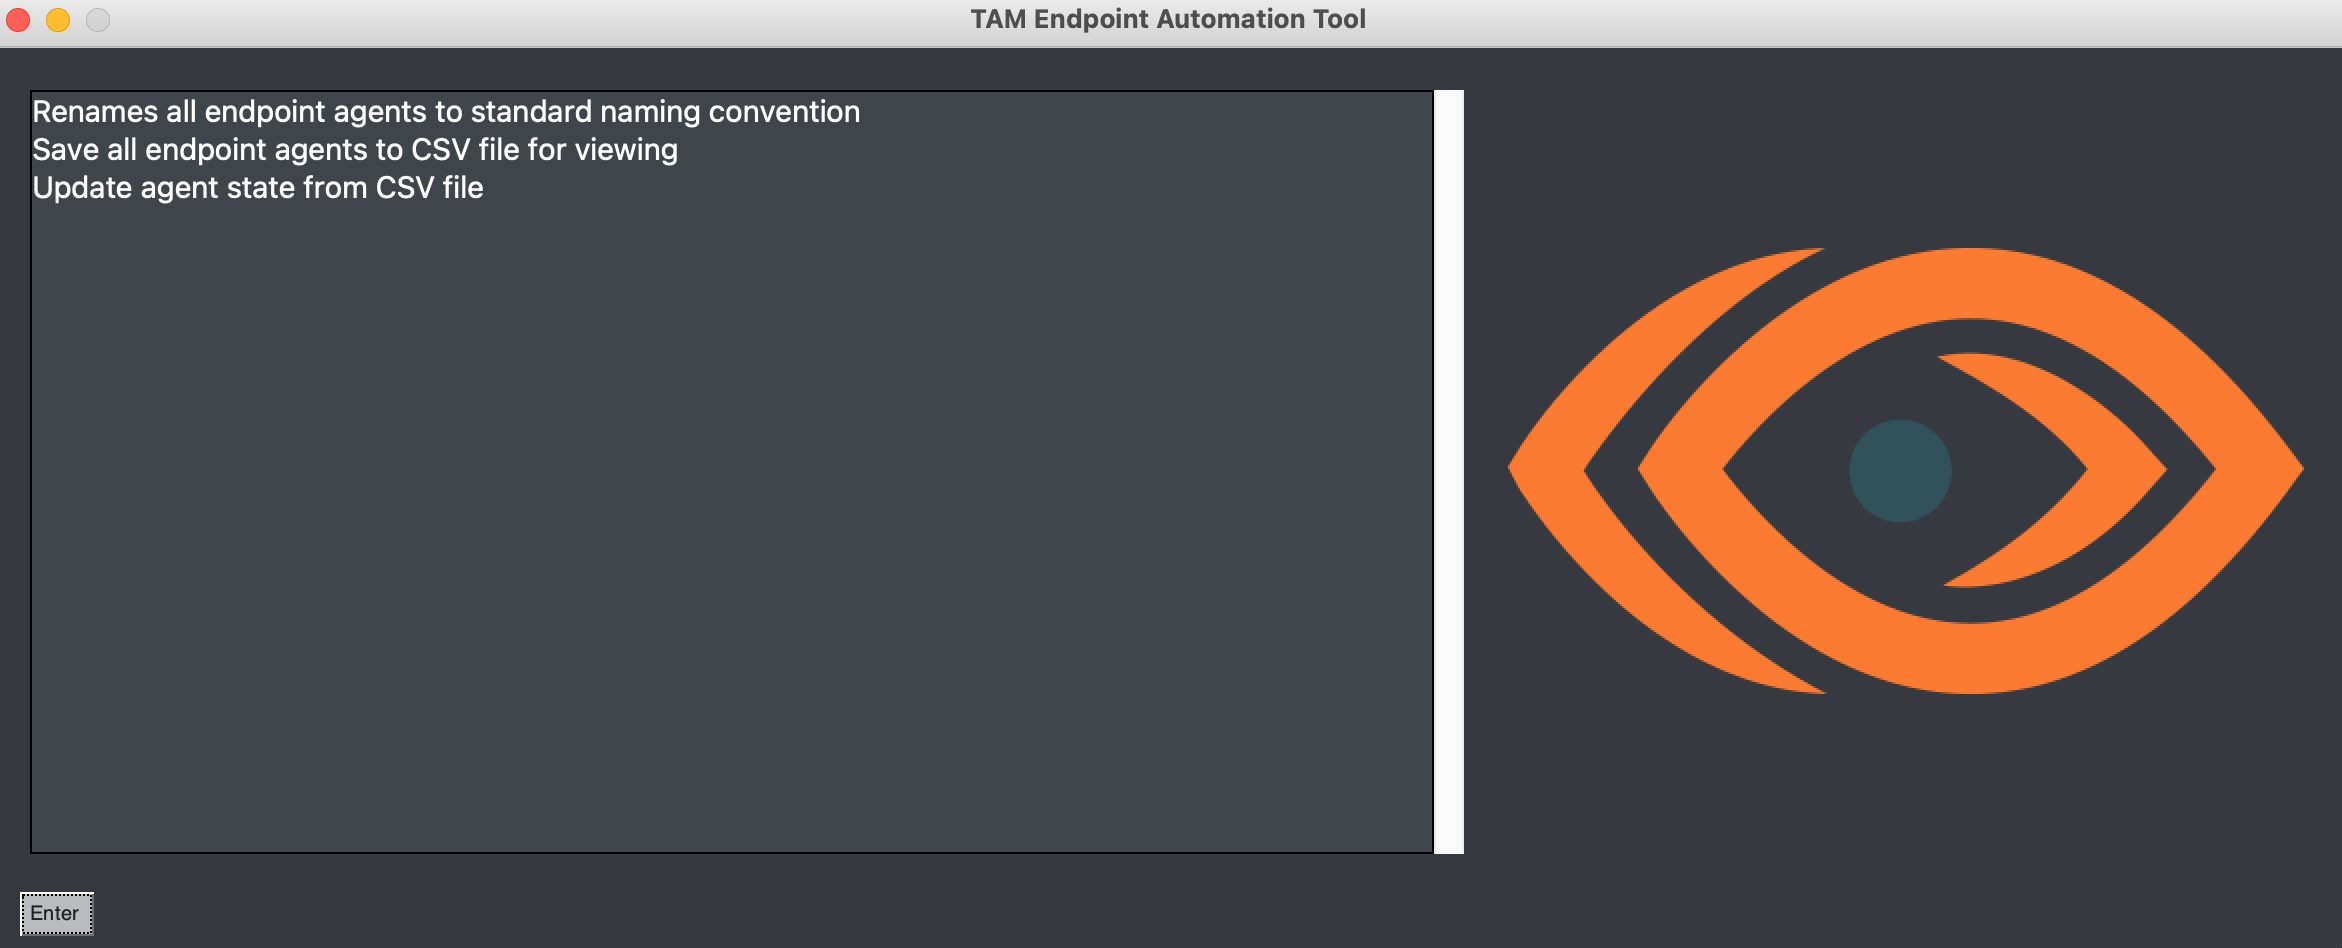 TAM Endpoint Automation Tool
Renames all endpoint agents to standard naming convention
Save all endpoint agents to CSV file for viewing
Update agent state from CSV file
Enter